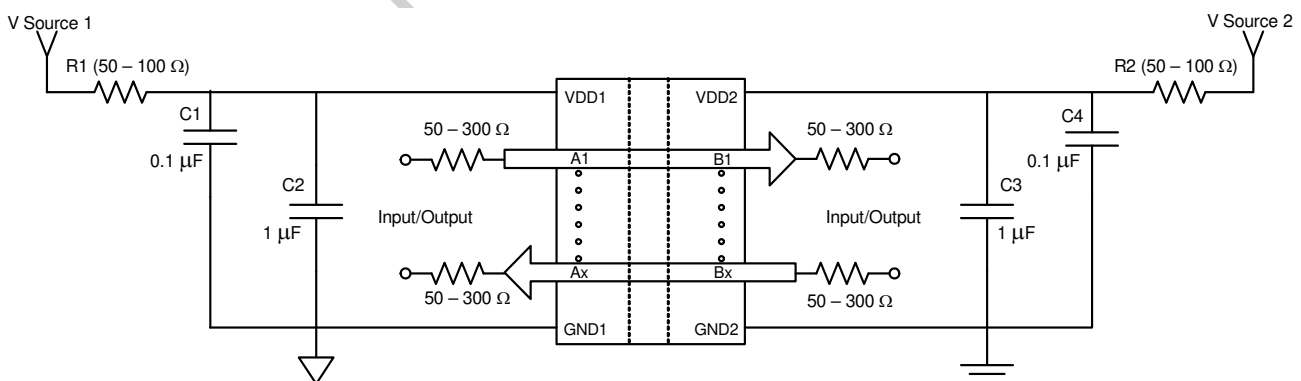 V Source 1
V Source 2
R1 (50 – 100 Ω)
R2 (50 – 100 Ω)
VDD1
VDD2
C1
C4
50 – 300 Ω
50 – 300 Ω
0.1 μF
A1
B1
0.1 μF
C2
C3
Input/Output
Input/Output
1 μF
1 μF
Ax
Bx
50 – 300 Ω
50 – 300 Ω
GND1
GND2